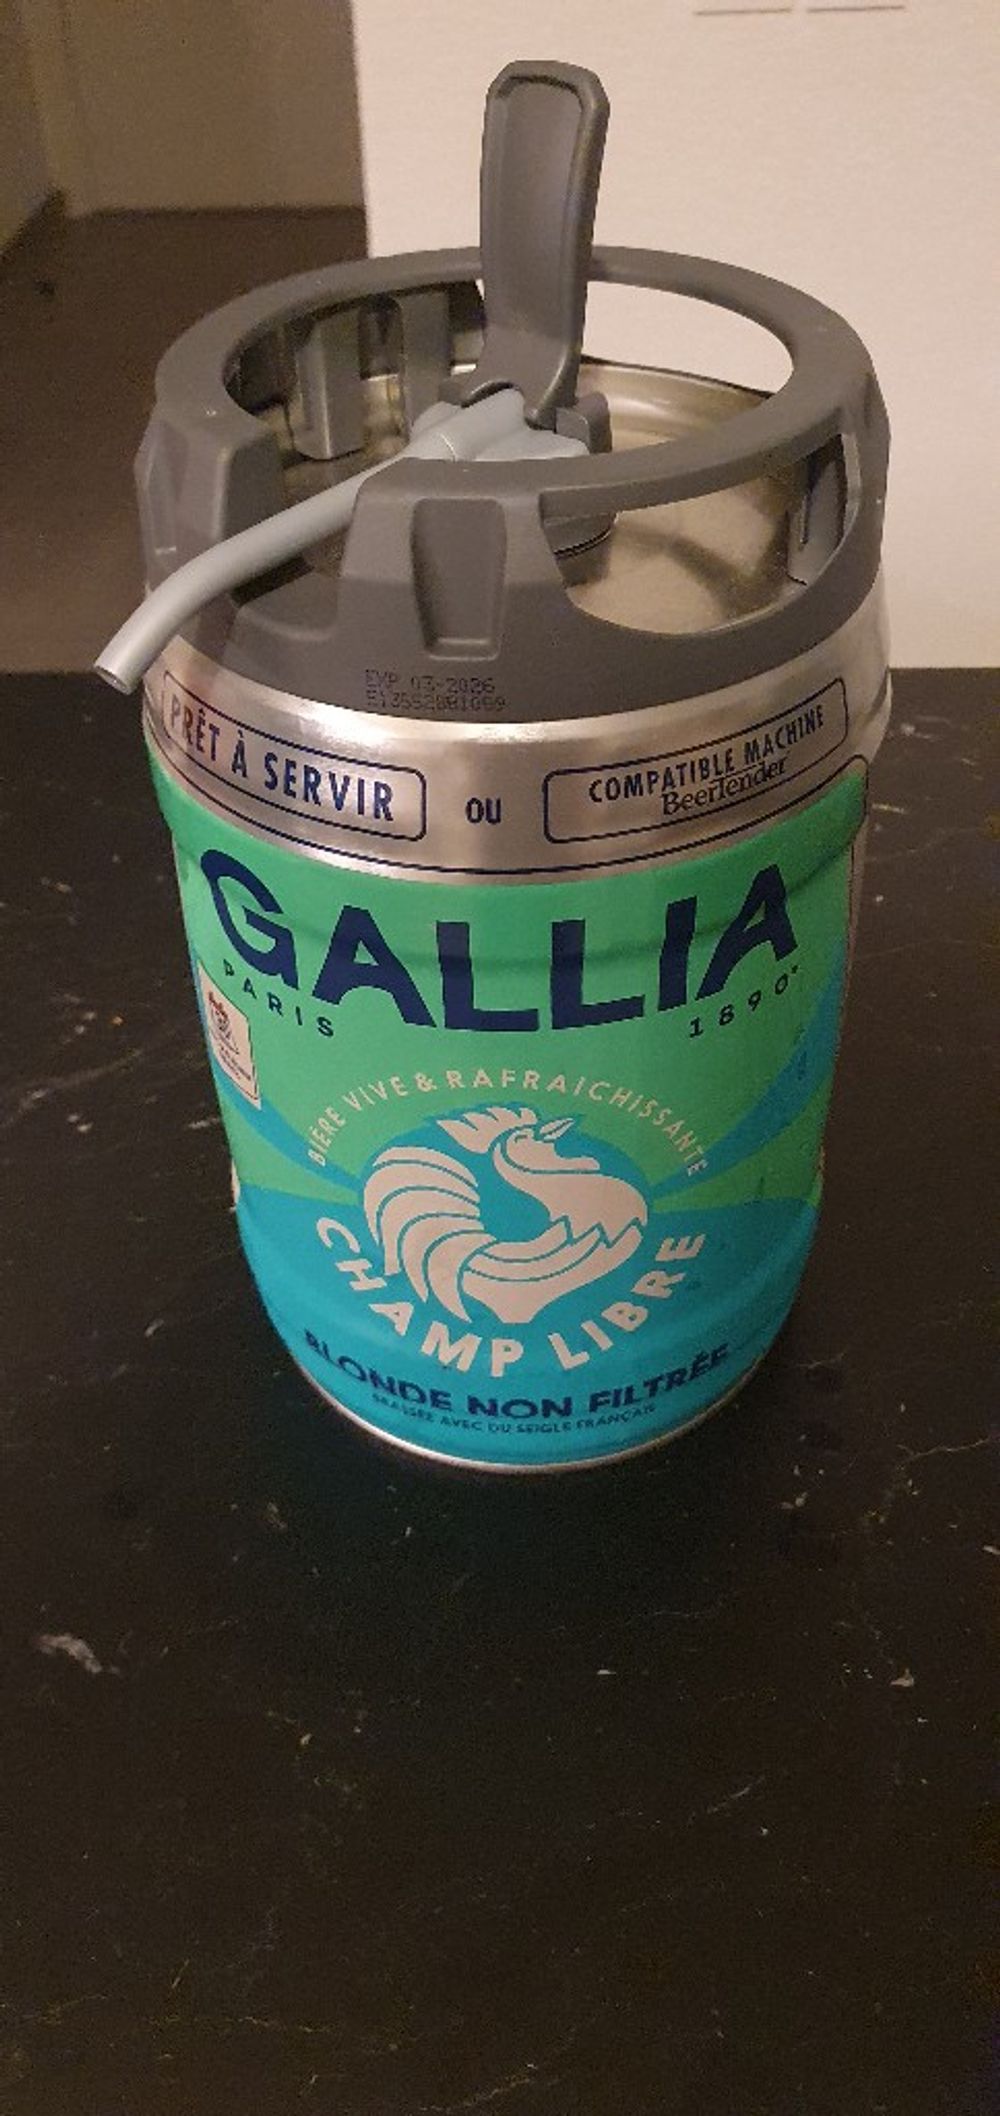 EXP 03-2026
PRÊT À SERVIR
OU
COMPATIBLE MACHINE
BeerTender
GALLIA
PARIS
1890
BIÈRE VIVE & RAFRAICHISSANTE
CHAMP LIBRE
BLONDE NON FILTRÉE
BRASSÉE AVEC DU SEIGLE FRANÇAIS